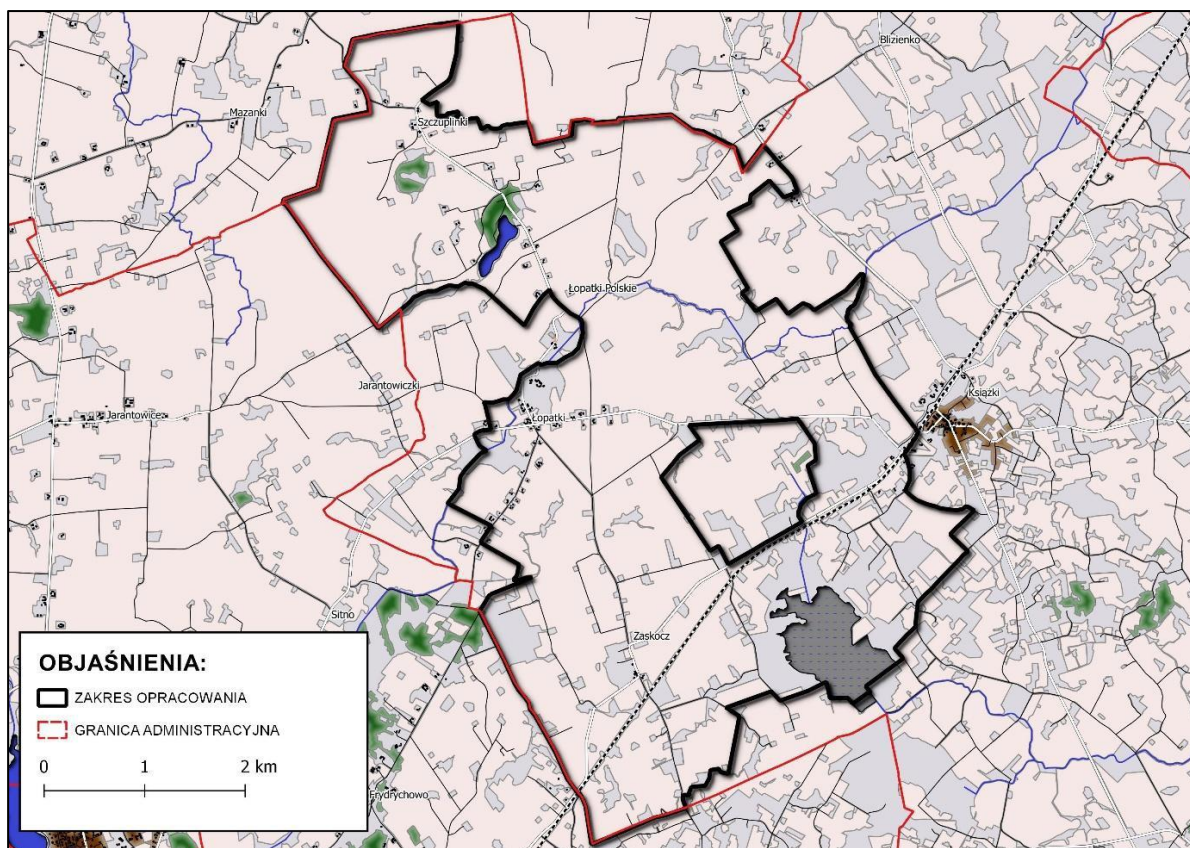 Blizienko
Mazanki
Szczuplinki
Łopatki Polskie
Jarantowiczki
Książki
Jarantowice
Łopatki
Sitno
Zaskocz
Frydrychowo
OBJAŚNIENIA:
ZAKRES OPRACOWANIA
GRANICA ADMINISTRACYJNA
0 1 2 km